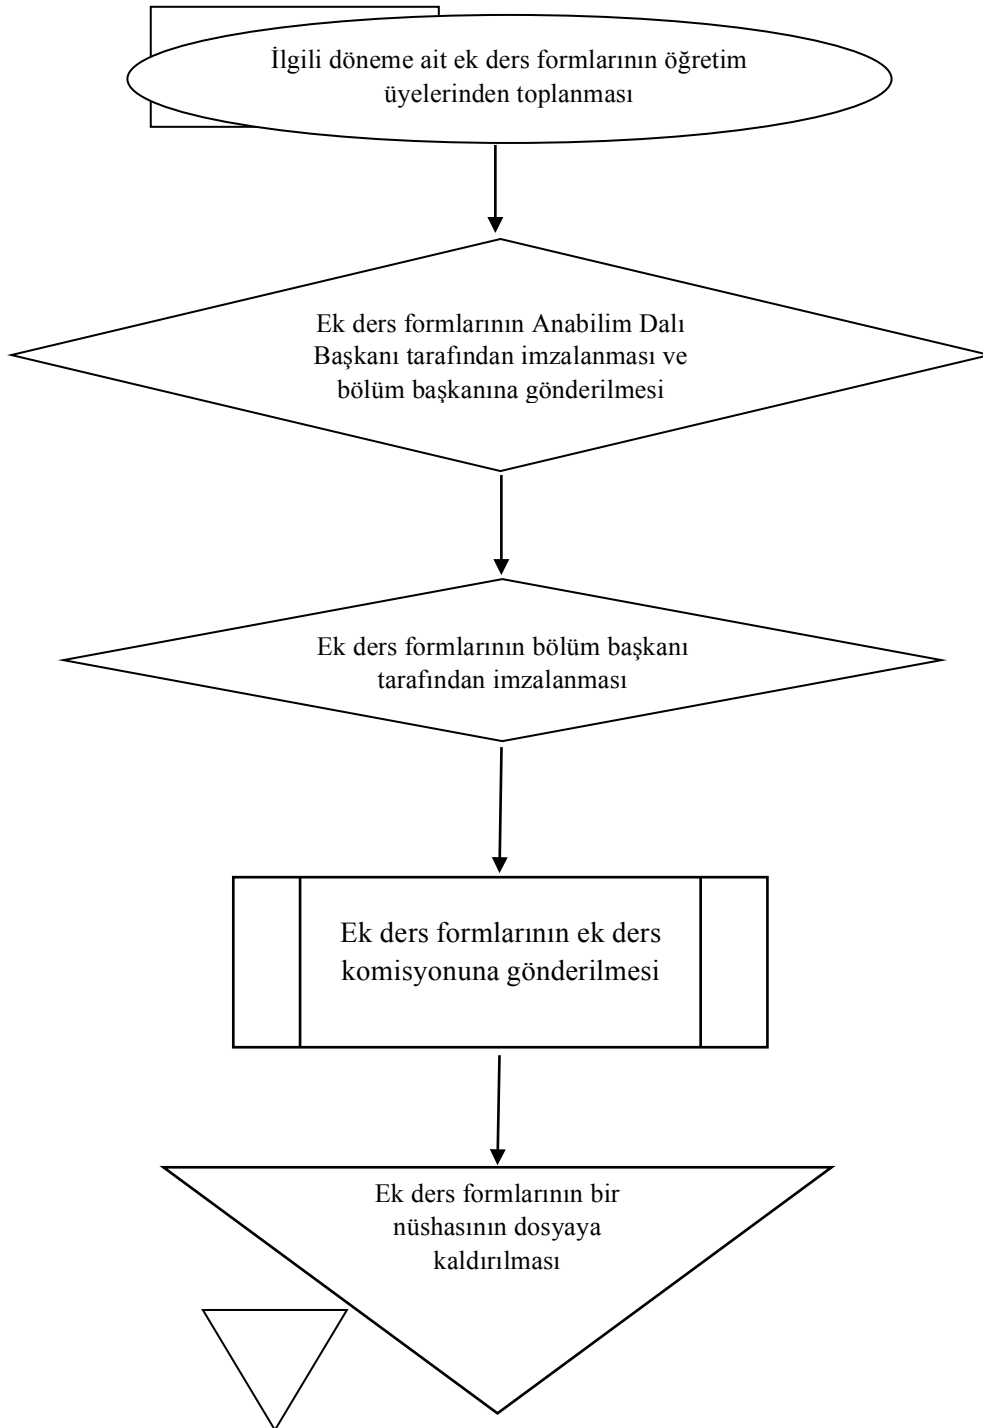 İlgili döneme ait ek ders formlarının öğretim
üyelerinden toplanması
Ek ders formlarının Anabilim Dalı
Başkanı tarafından imzalanması ve
bölüm başkanına gönderilmesi
Ek ders formlarının bölüm başkanı
tarafından imzalanması
Ek ders formlarının ek ders
komisyonuna gönderilmesi
Ek ders formlarının bir
nüshasının dosyaya
kaldırılması